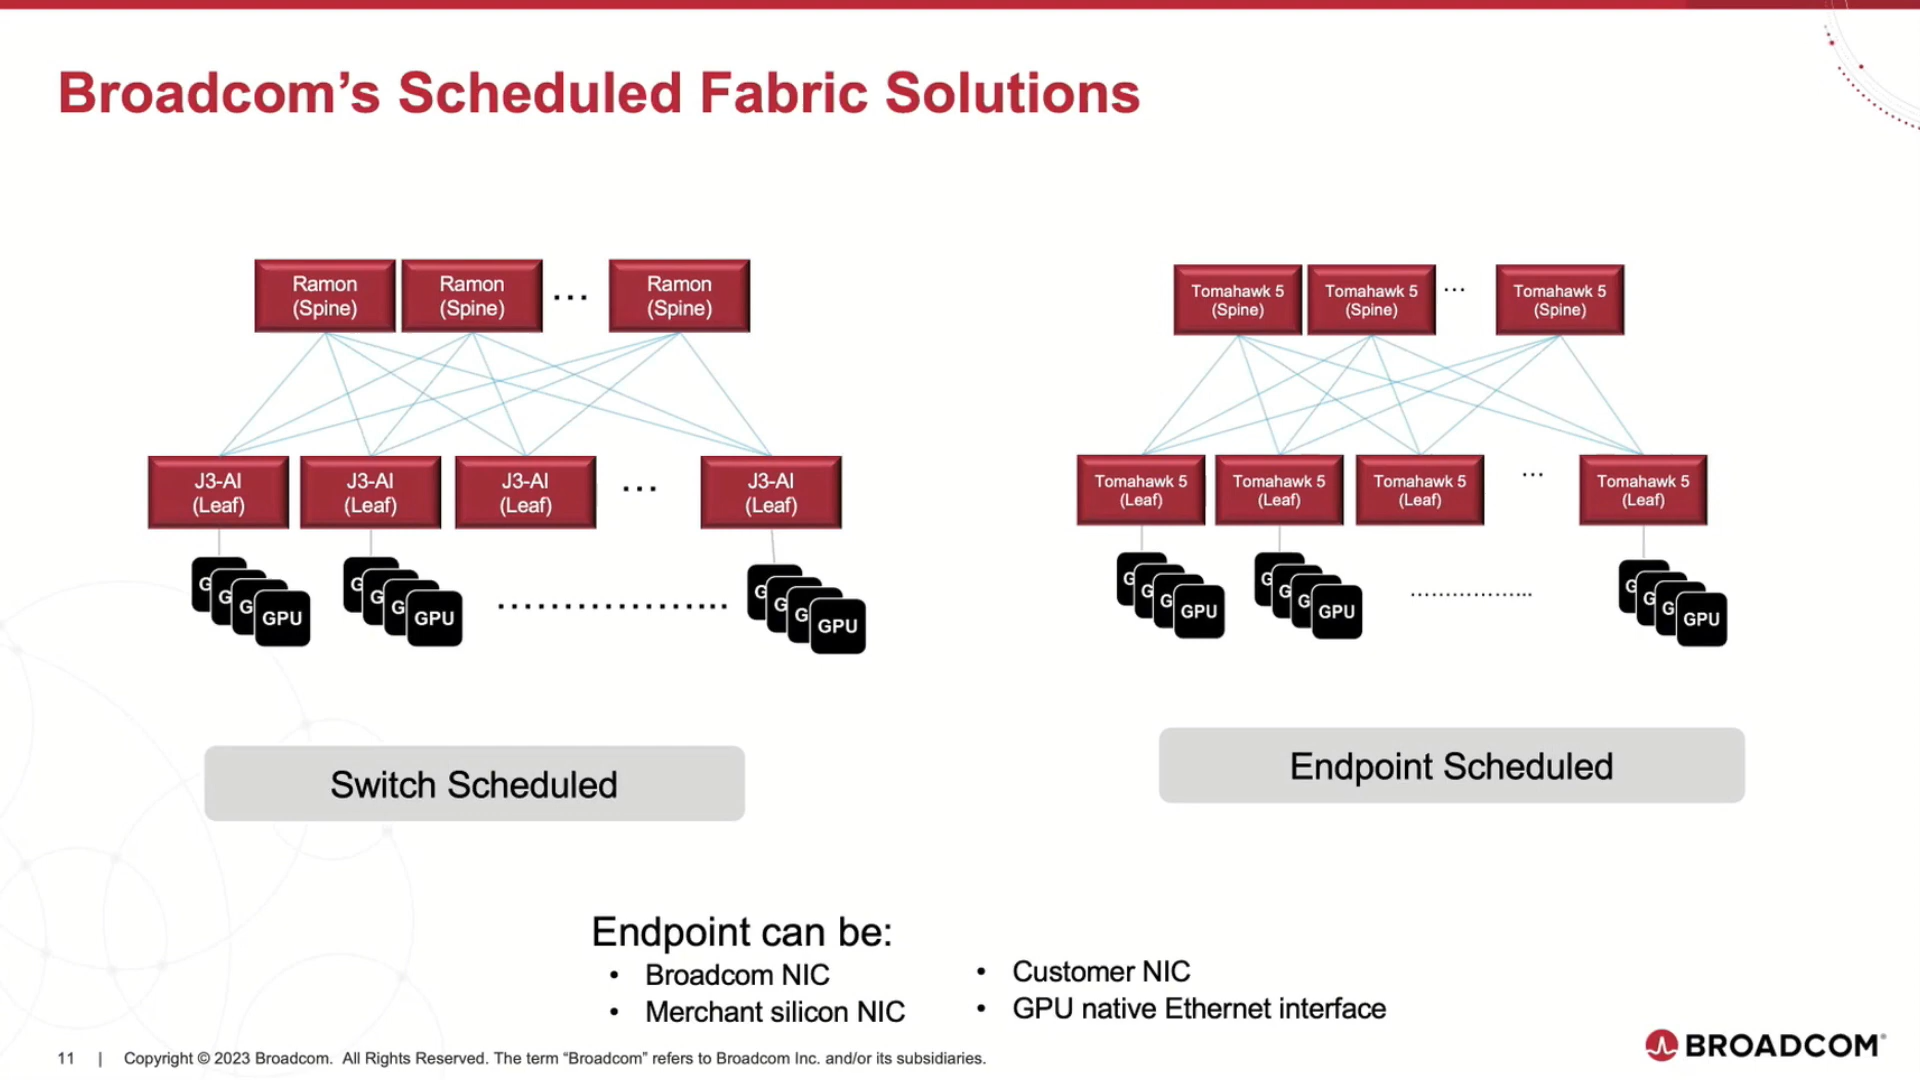 Broadcom’s Scheduled Fabric Solutions
Ramon
(Spine)
Ramon
(Spine)
...
Ramon
(Spine)
J3-AI
(Leaf)
J3-AI
(Leaf)
J3-AI
(Leaf)
...
J3-AI
(Leaf)
G
G
G
GPU
G
G
G
GPU
G
G
G
GPU
Switch Scheduled
Tomahawk 5
(Spine)
Tomahawk 5
(Spine)
...
Tomahawk 5
(Spine)
Tomahawk 5
(Leaf)
Tomahawk 5
(Leaf)
Tomahawk 5
(Leaf)
...
Tomahawk 5
(Leaf)
G
G
G
GPU
G
G
G
GPU
G
G
G
GPU
Endpoint Scheduled
Endpoint can be:
• Broadcom NIC
• Merchant silicon NIC
• Customer NIC
• GPU native Ethernet interface
11 | Copyright © 2023 Broadcom. All Rights Reserved. The term “Broadcom” refers to Broadcom Inc. and/or its subsidiaries.
BROADCOM®